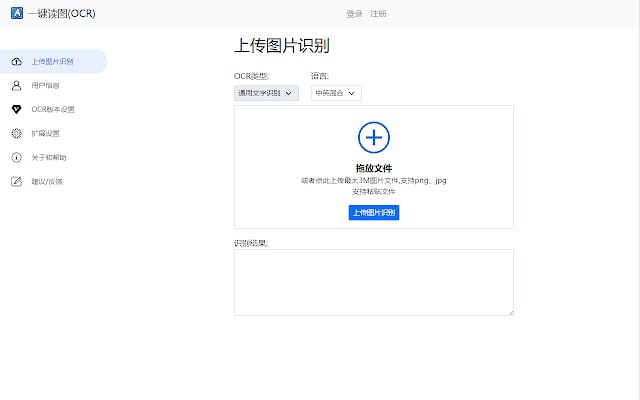 一键读图(OCR)
登录 注册
上传图片识别
用户信息
OCR版本设置
扩展设置
关于和帮助
建议/反馈
上传图片识别
OCR类型: 语言:
通用文字识别 中英混合
拖放文件
或者点此上传最大3M图片文件,支持png、jpg
支持粘贴文件
上传图片识别
识别结果: